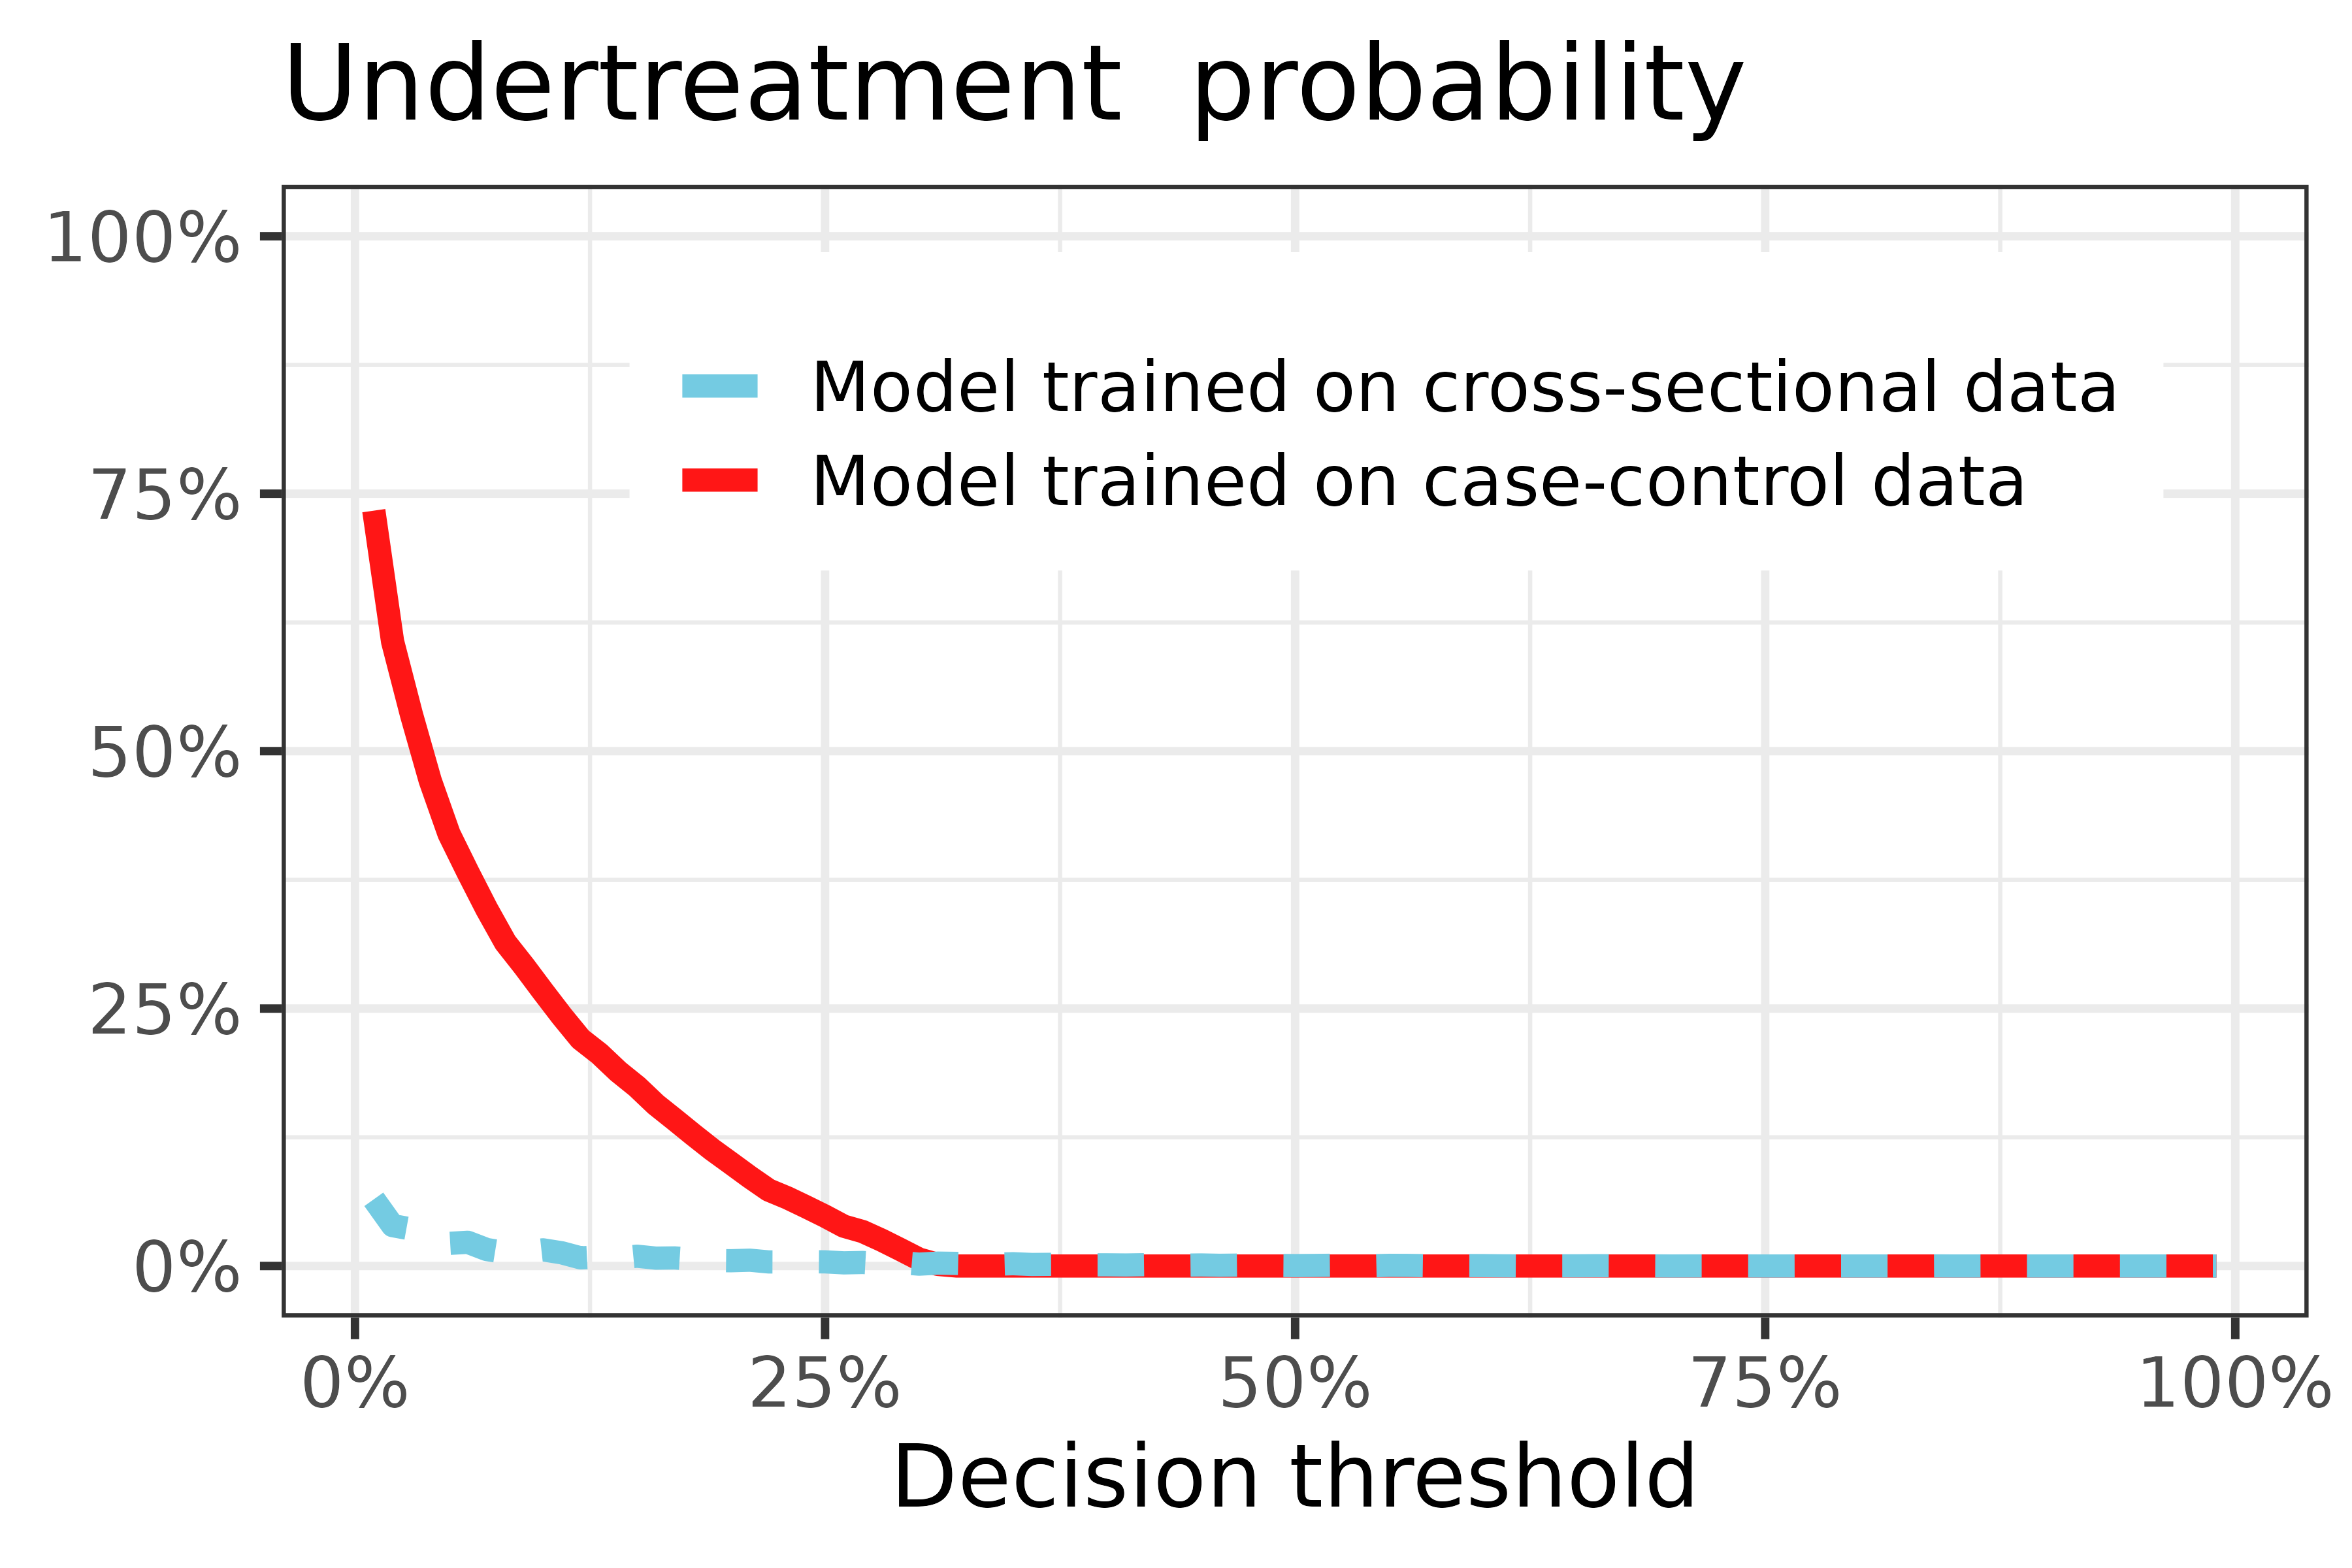 Undertreatment probability
100%
Model trained on cross-sectional data
75%
Model trained on case-control data
50%
25%
0%
0% 25% 50% 75% 100%
Decision threshold